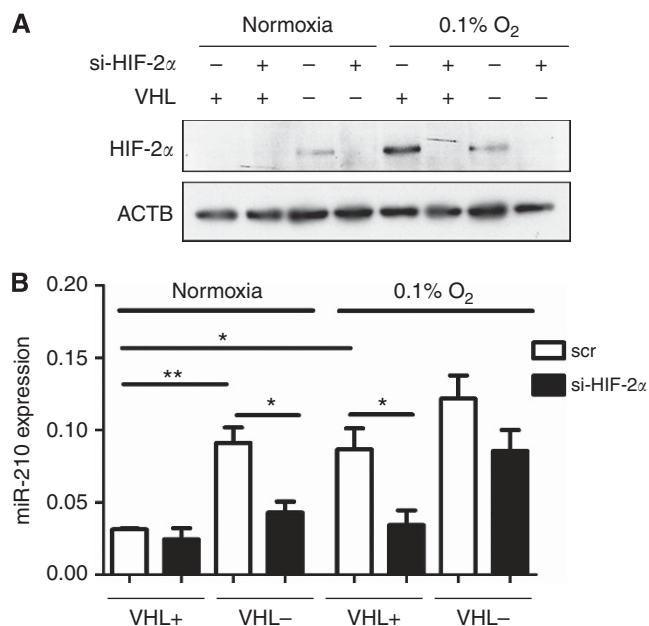 A
Normoxia 0.1% O₂
si-HIF-2α – + – + – + – +
VHL + + – – + + – –
HIF-2α
ACTB
B
Normoxia 0.1% O₂
miR-210 expression
0.20
0.15
0.10
0.05
0.00
*
**
*
*
scr
si-HIF-2α
VHL+ VHL– VHL+ VHL–